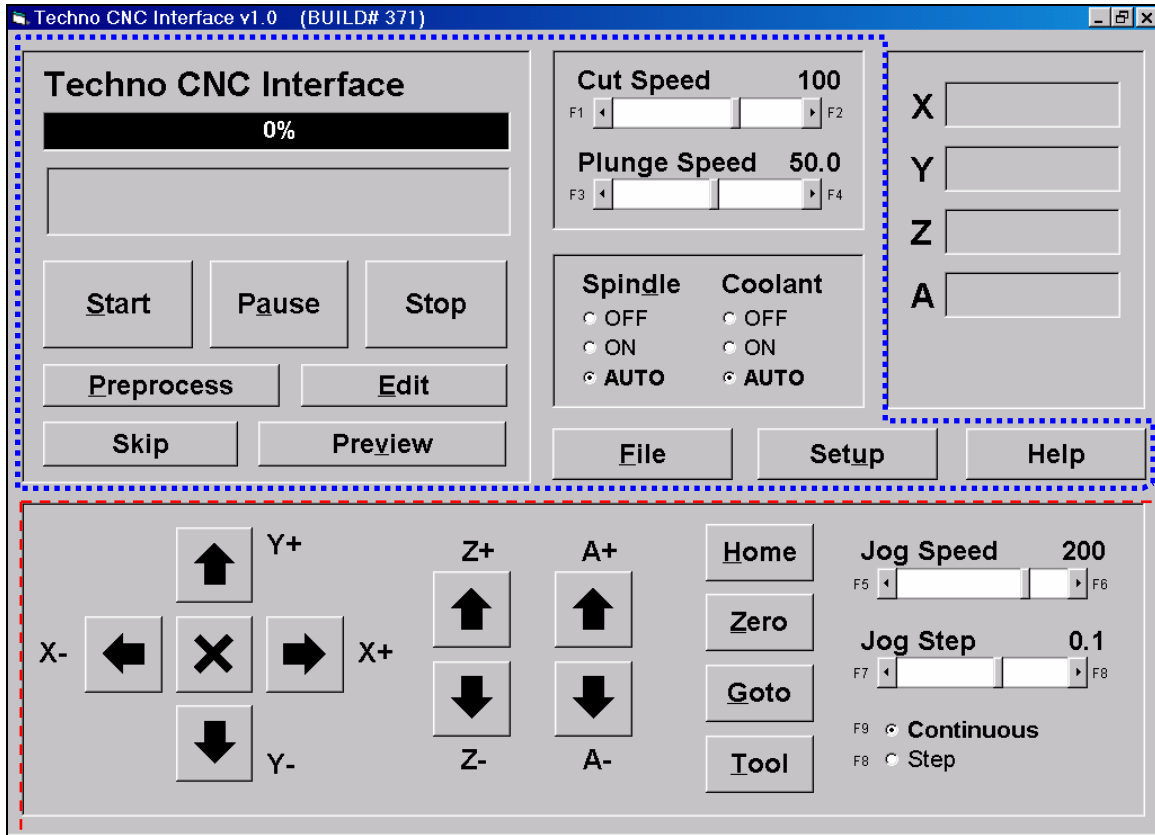 Techno CNC Interface v1.0 (BUILD# 371)
Techno CNC Interface
0%
Start Pause Stop
Preprocess Edit
Skip Preview
Cut Speed 100
F1 F2
Plunge Speed 50.0
F3 F4
Spindle Coolant
OFF OFF
ON ON
AUTO AUTO
File Setup Help
X
Y
Z
A
Y+
X- X+
Y-
Z+ A+
Z- A-
Home
Zero
Goto
Tool
Jog Speed 200
F5 F6
Jog Step 0.1
F7 F8
F9 Continuous
F8 Step